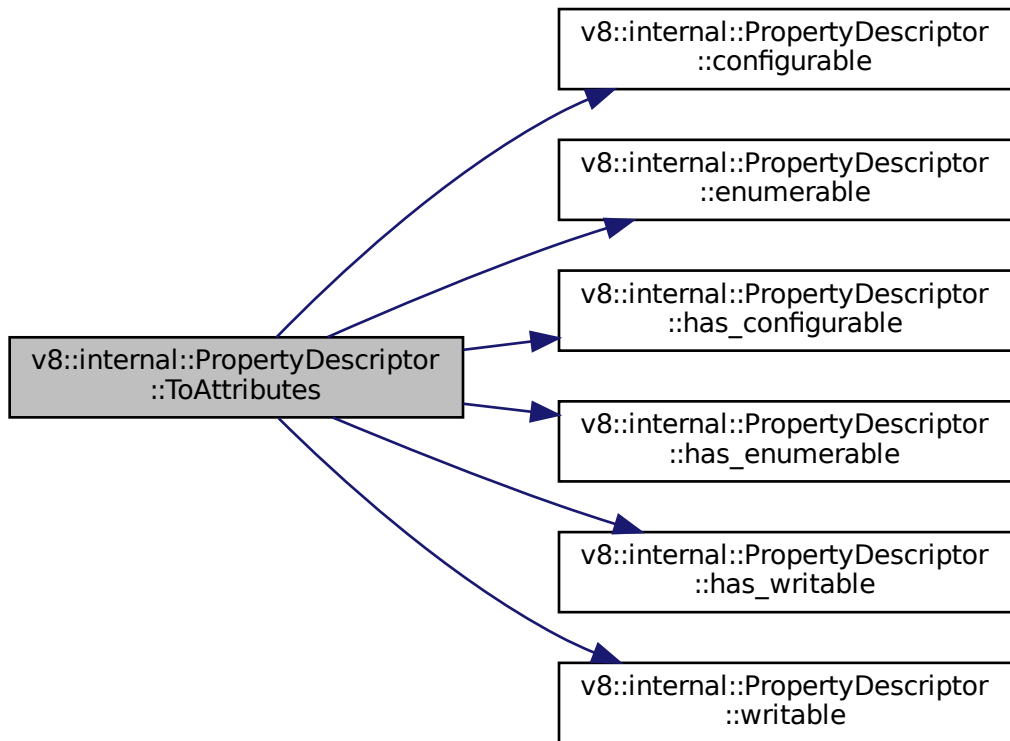 v8::internal::PropertyDescriptor
::configurable
v8::internal::PropertyDescriptor
::enumerable
v8::internal::PropertyDescriptor
::has_configurable
v8::internal::PropertyDescriptor
::ToAttributes
v8::internal::PropertyDescriptor
::has_enumerable
v8::internal::PropertyDescriptor
::has_writable
v8::internal::PropertyDescriptor
::writable